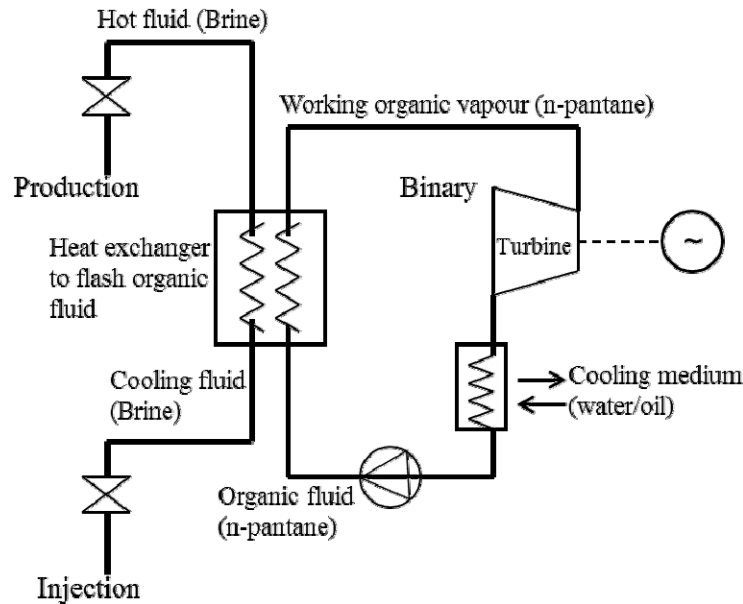 Hot fluid (Brine)
Working organic vapour (n-pantane)
Production
Binary
Heat exchanger
to flash organic
fluid
Turbine
~
Cooling fluid
(Brine)
Cooling medium
(water/oil)
Organic fluid
(n-pantane)
Injection